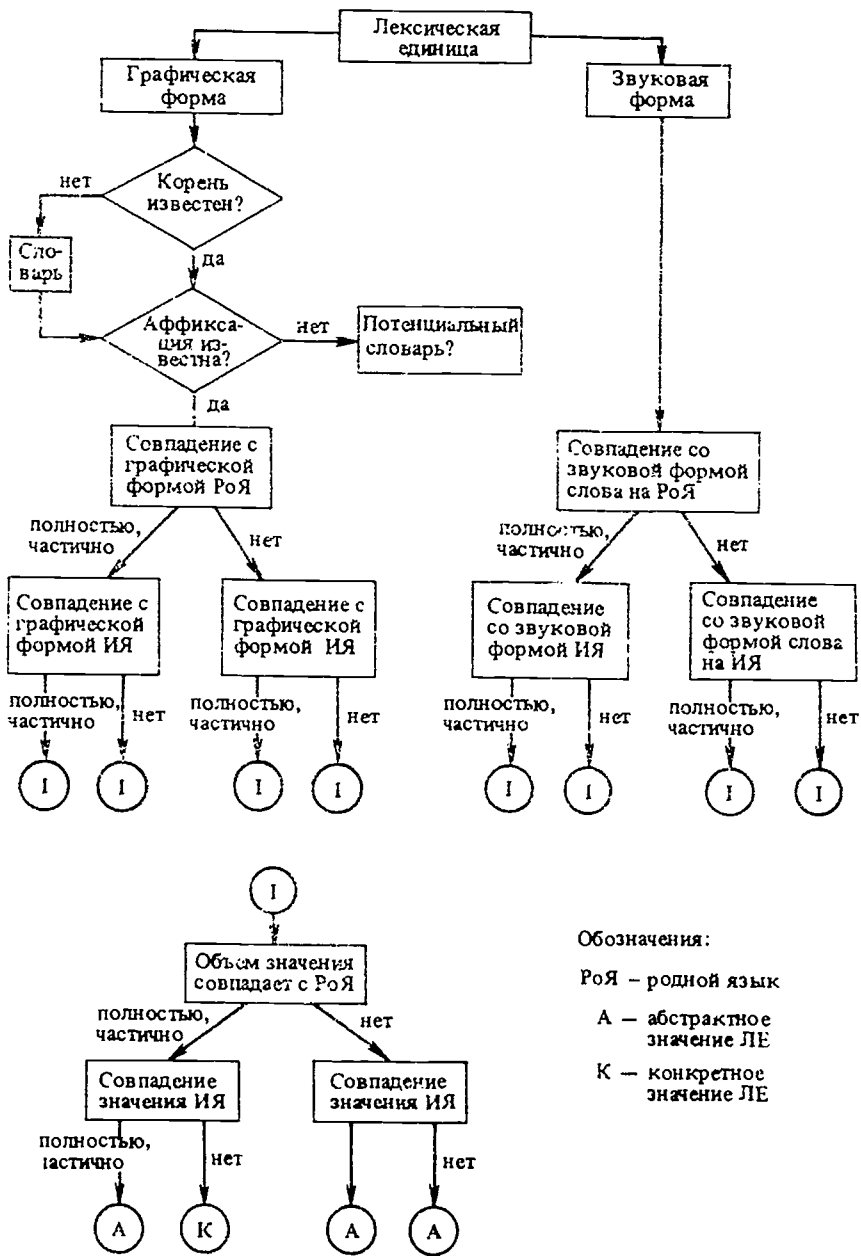 Лексическая
единица
Графическая
форма
Звуковая
форма
нет
Корень
известен?
Сло-
варь
да
Аффикса-
ция из-
вестна?
нет
Потенциальный
словарь?
да
Совпадение с
графической
формой РоЯ
Совпадение со
звуковой формой
слова на РоЯ
полностью,
частично
нет
полностью,
частично
нет
Совпадение с
графической
формой ИЯ
Совпадение с
графической
формой ИЯ
Совпадение
со звуковой
формой ИЯ
Совпадение
со звуковой
формой слова
на ИЯ
полностью,
частично
нет
полностью,
частично
нет
полностью,
частично
нет
полностью,
частично
нет
I
I
I
I
I
I
I
I
I
Объем значения
совпадает с РоЯ
полностью,
частично
нет
Совпадение
значения ИЯ
Совпадение
значения ИЯ
полностью,
частично
нет
нет
А
К
А
А
Обозначения:
РоЯ – родной язык
А – абстрактное
значение ЛЕ
К – конкретное
значение ЛЕ